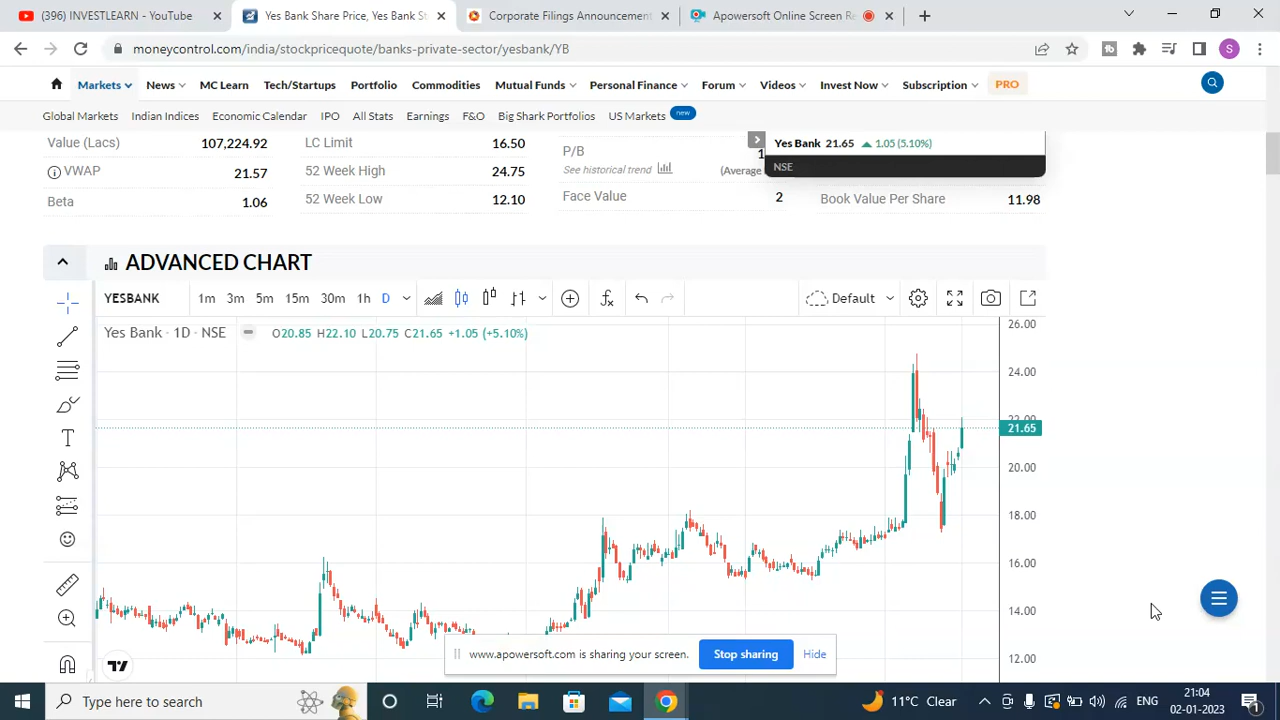 (396) INVESTLEARN - YouTube
Yes Bank Share Price, Yes Bank St
Corporate Filings Announcement
Apowersoft Online Screen Re
moneycontrol.com/india/stockpricequote/banks-private-sector/yesbank/YB
S
Markets News MC Learn Tech/Startups Portfolio Commodities Mutual Funds Personal Finance Forum Videos Invest Now Subscription PRO
Global Markets Indian Indices Economic Calendar IPO All Stats Earnings F&O Big Shark Portfolios US Markets new
Value (Lacs) 107,224.92 LC Limit 16.50 P/B 1
Yes Bank 21.65 1.05 (5.10%)
NSE
VWAP 21.57 52 Week High 24.75 See historical trend (Average
Beta 1.06 52 Week Low 12.10 Face Value 2 Book Value Per Share 11.98
ADVANCED CHART
YESBANK 1m 3m 5m 15m 30m 1h D Default
Yes Bank · 1D · NSE O20.85 H22.10 L20.75 C21.65 +1.05 (+5.10%)
26.00
24.00
22.00
21.65
20.00
18.00
16.00
14.00
12.00
www.apowersoft.com is sharing your screen. Stop sharing Hide
Type here to search
11°C Clear
ENG
21:04
02-01-2023
1